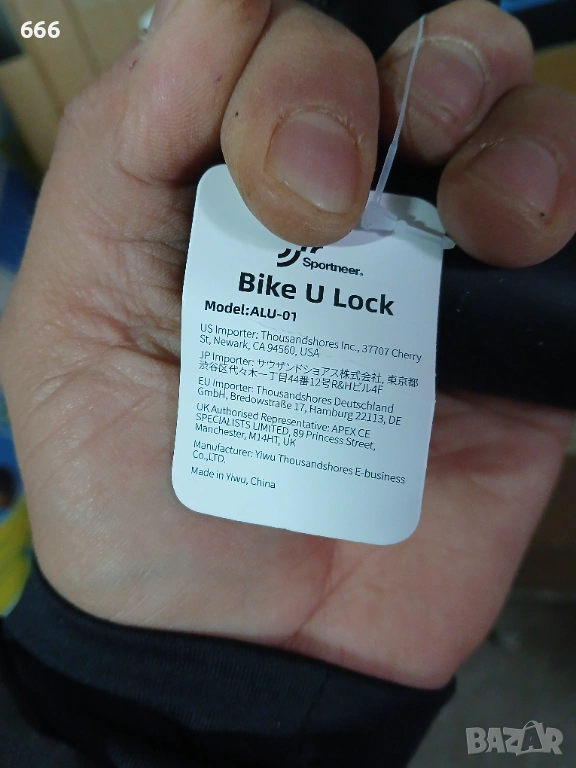 666
Sportneer®
Bike U Lock
Model:ALU-01
US Importer: Thousandshores Inc., 37707 Cherry
St, Newark, CA 94560, USA
JP Importer: サウザンドショアス株式会社, 東京都
渋谷区代々木一丁目44番12号R&Hビル4F
EU Importer: Thousandshores Deutschland
GmbH, Bredowstraße 17, Hamburg 22113, DE
UK Authorised Representative: APEX CE
SPECIALISTS LIMITED, 89 Princess Street,
Manchester, M14HT, UK
Manufacturer: Yiwu Thousandshores E-business
Co.,LTD.
Made in Yiwu, China
BAZAR